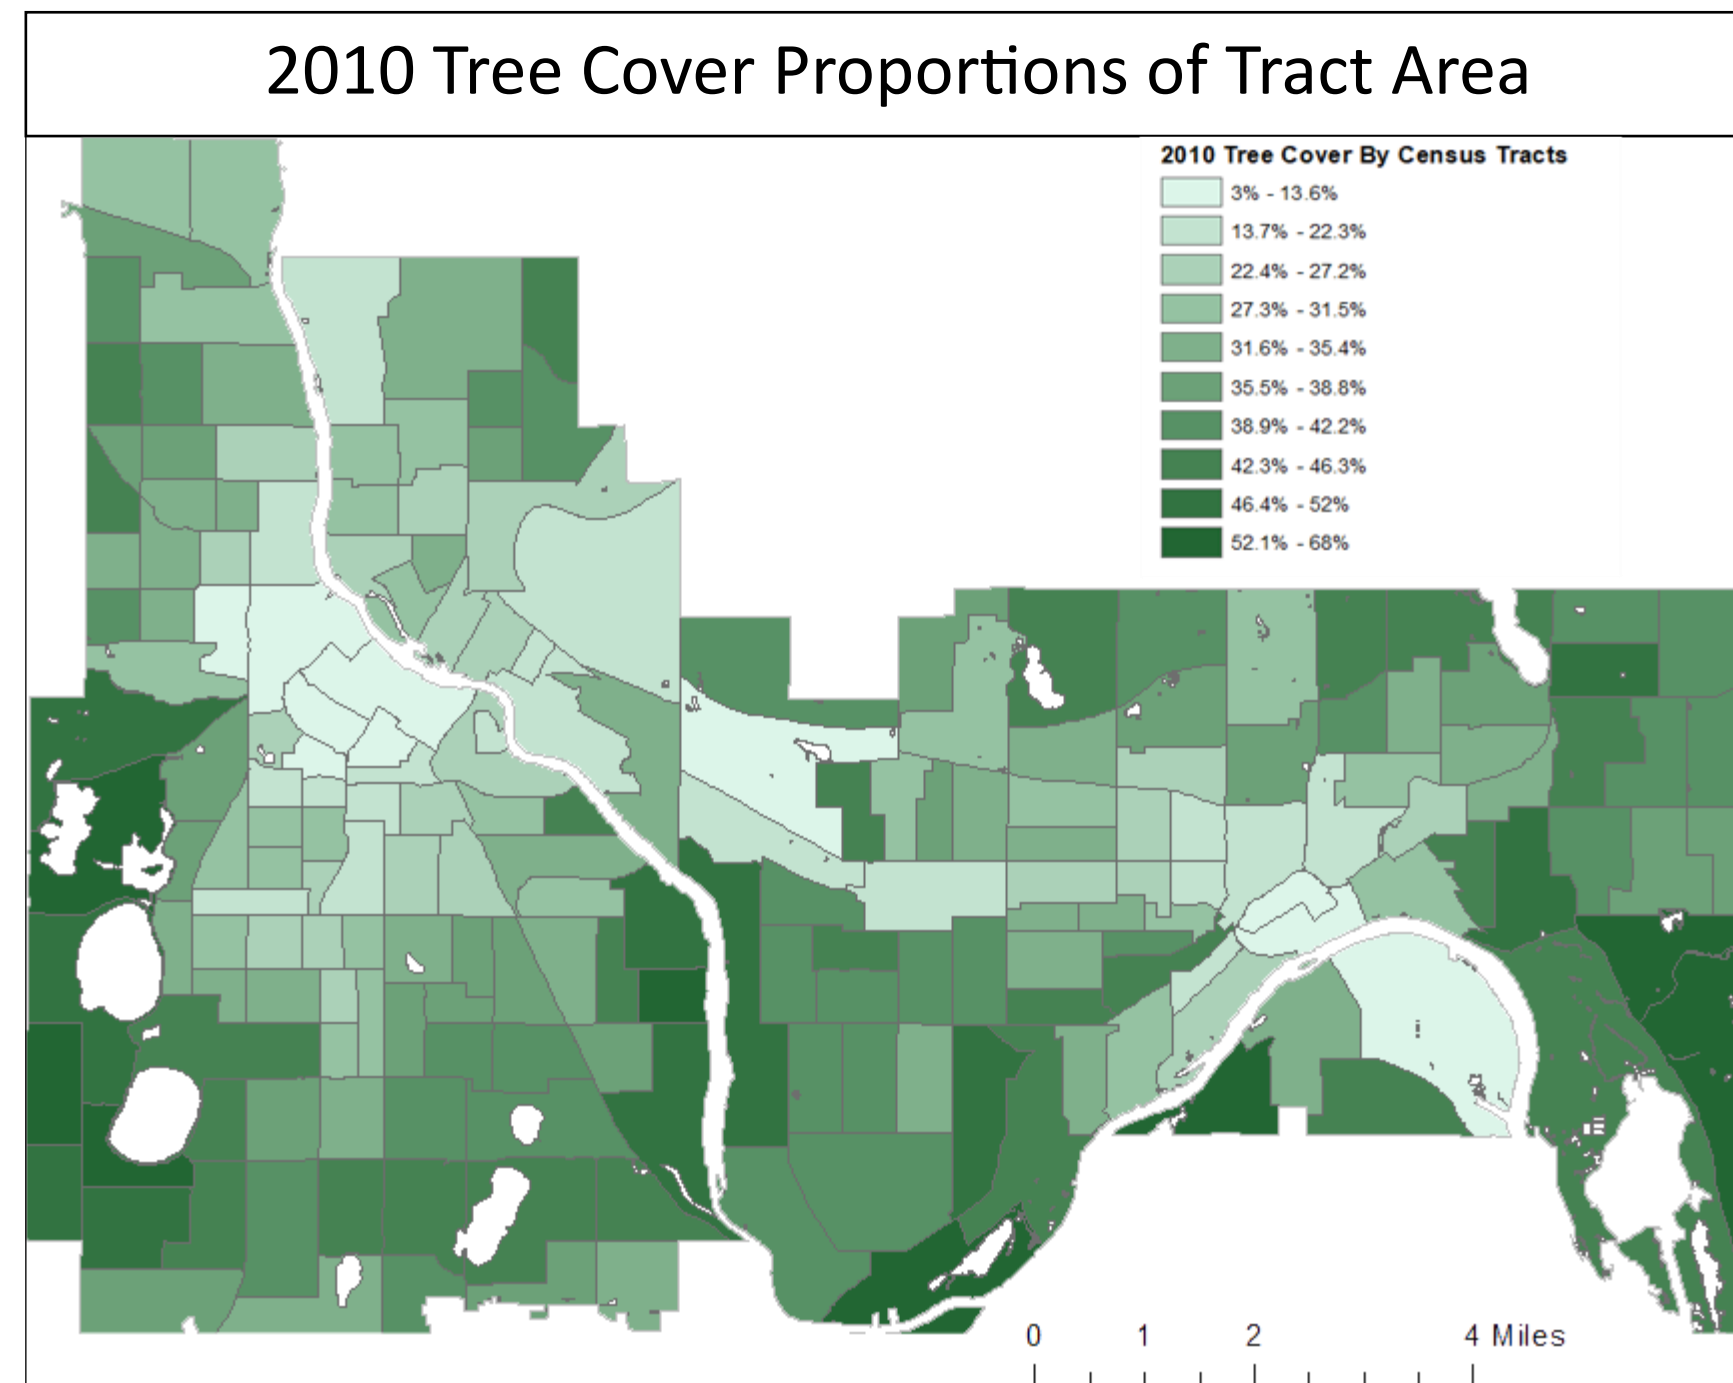 2010 Tree Cover Proportions of Tract Area
2010 Tree Cover By Census Tracts
3% - 13.6%
13.7% - 22.3%
22.4% - 27.2%
27.3% - 31.5%
31.6% - 35.4%
35.5% - 38.8%
38.9% - 42.2%
42.3% - 46.3%
46.4% - 52%
52.1% - 68%
0 1 2 4 Miles